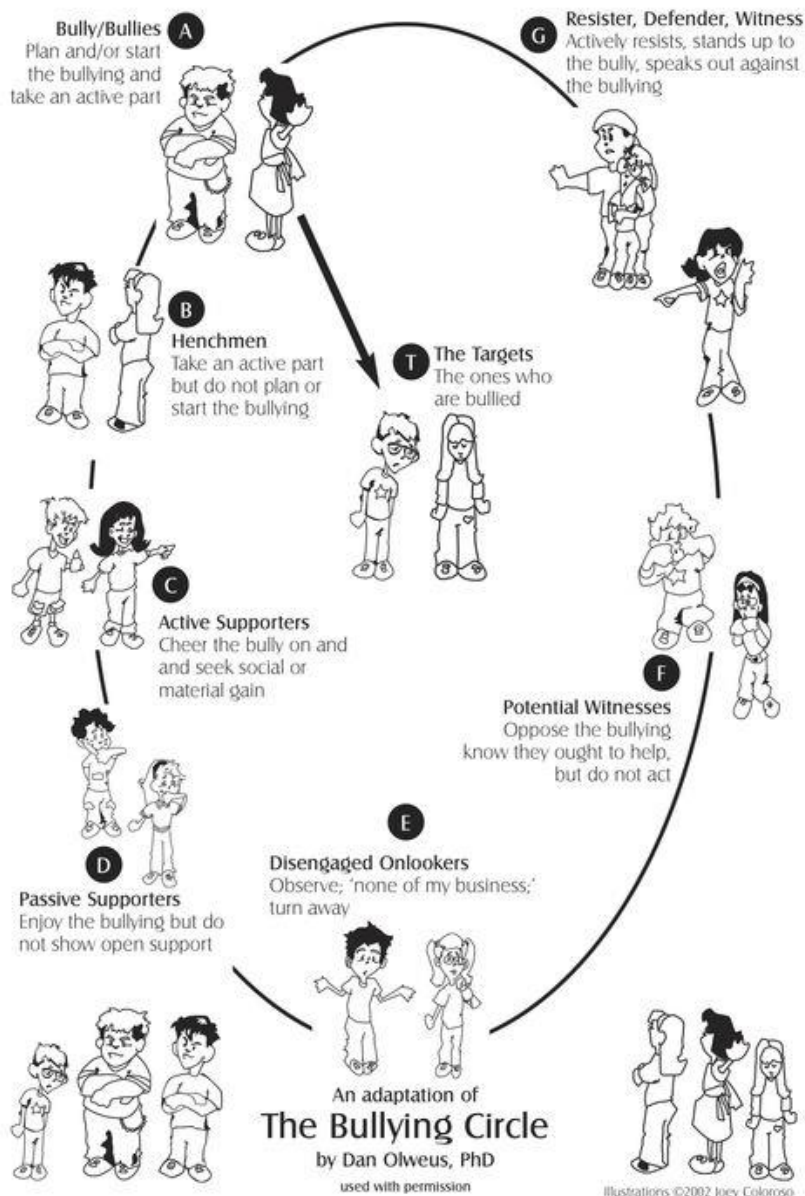 Bully/Bullies
A
Plan and/or start
the bullying and
take an active part
G
Resister, Defender, Witness
Actively resists, stands up to
the bully, speaks out against
the bullying
B
Henchmen
Take an active part
but do not plan or
start the bullying
T
The Targets
The ones who
are bullied
C
Active Supporters
Cheer the bully on and
and seek social or
material gain
F
Potential Witnesses
Oppose the bullying
know they ought to help,
but do not act
D
Passive Supporters
Enjoy the bullying but do
not show open support
E
Disengaged Onlookers
Observe; 'none of my business;'
turn away
An adaptation of
The Bullying Circle
by Dan Olweus, PhD
used with permission
Illustrations ©2002 Joey Coloroso